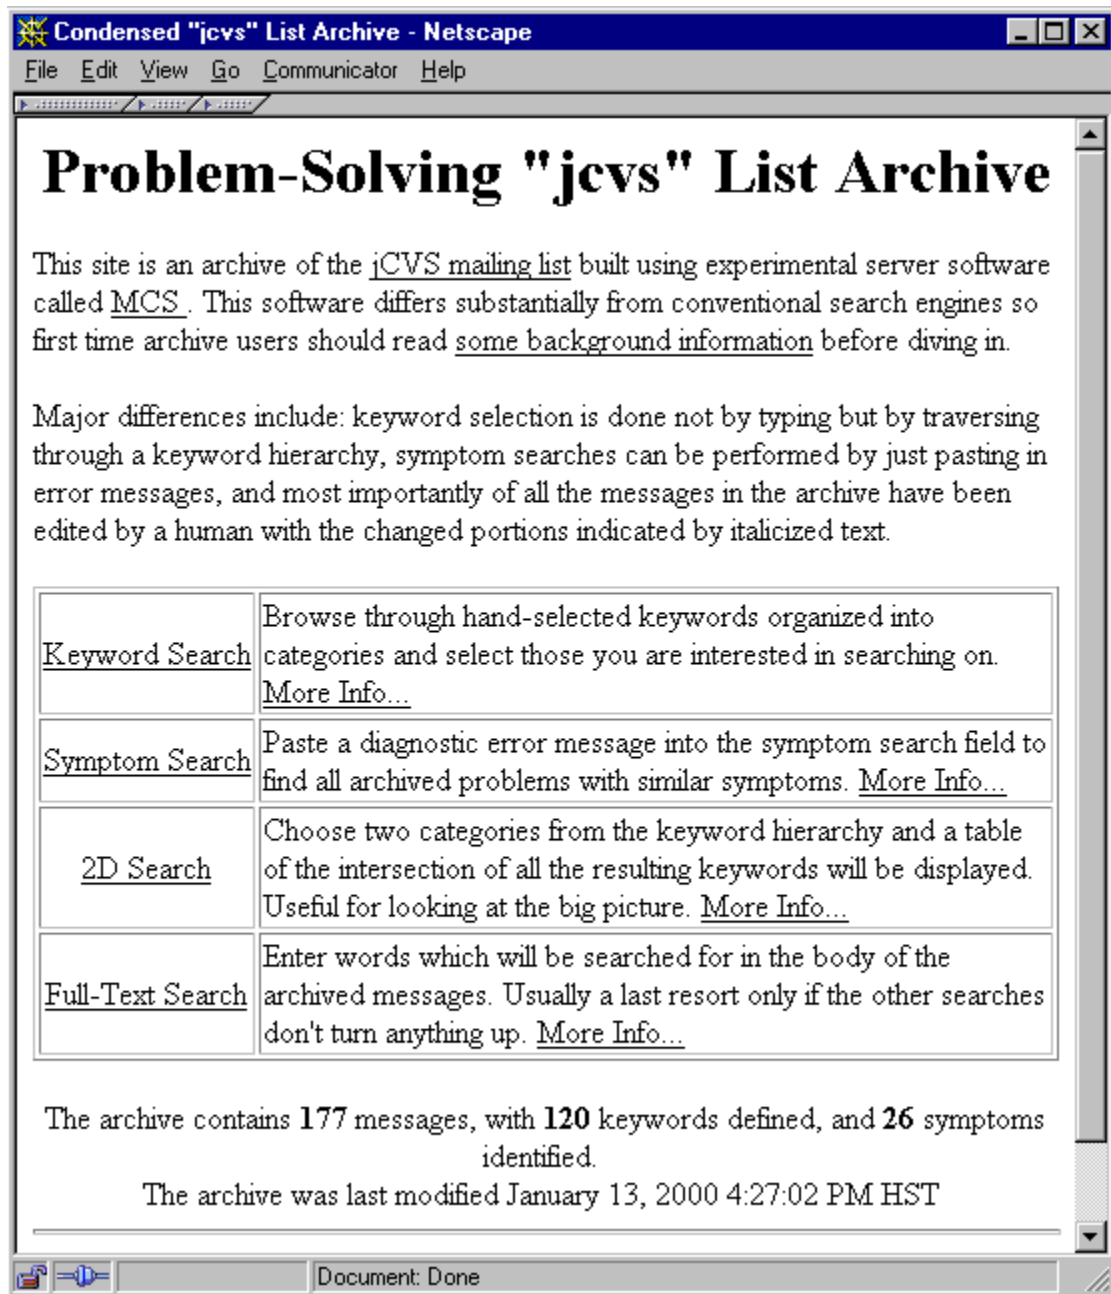 Condensed "jcvs" List Archive - Netscape
File Edit View Go Communicator Help
Problem-Solving "jcvs" List Archive
This site is an archive of the jCVS mailing list built using experimental server software
called MCS . This software differs substantially from conventional search engines so
first time archive users should read some background information before diving in.
Major differences include: keyword selection is done not by typing but by traversing
through a keyword hierarchy, symptom searches can be performed by just pasting in
error messages, and most importantly of all the messages in the archive have been
edited by a human with the changed portions indicated by italicized text.
Keyword Search
Browse through hand-selected keywords organized into
categories and select those you are interested in searching on.
More Info...
Symptom Search
Paste a diagnostic error message into the symptom search field to
find all archived problems with similar symptoms. More Info...
2D Search
Choose two categories from the keyword hierarchy and a table
of the intersection of all the resulting keywords will be displayed.
Useful for looking at the big picture. More Info...
Full-Text Search
Enter words which will be searched for in the body of the
archived messages. Usually a last resort only if the other searches
don't turn anything up. More Info...
The archive contains 177 messages, with 120 keywords defined, and 26 symptoms
identified.
The archive was last modified January 13, 2000 4:27:02 PM HST
Document: Done